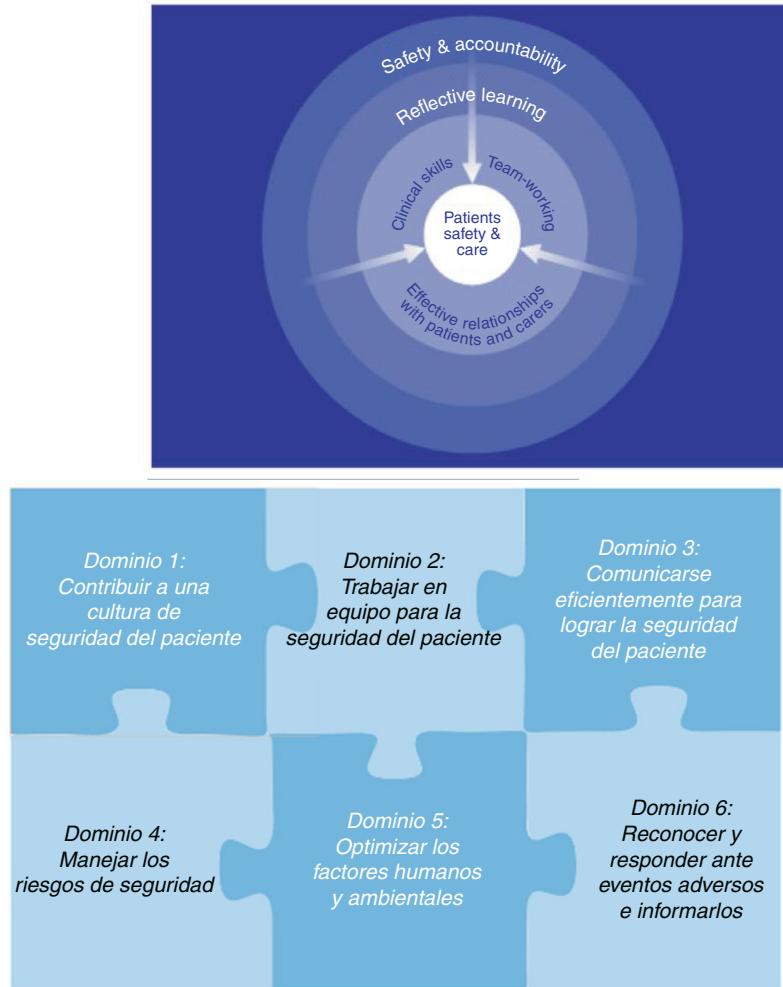 Safety & accountability
Reflective learning
Clinical skills
Team-working
Patients
safety &
care
Effective relationships
with patients and carers
Dominio 1:
Contribuir a una
cultura de
seguridad del paciente
Dominio 2:
Trabajar en
equipo para la
seguridad del paciente
Dominio 3:
Comunicarse
eficientemente para
lograr la seguridad
del paciente
Dominio 4:
Manejar los
riesgos de seguridad
Dominio 5:
Optimizar los
factores humanos
y ambientales
Dominio 6:
Reconocer y
responder ante
eventos adversos
e informarlos